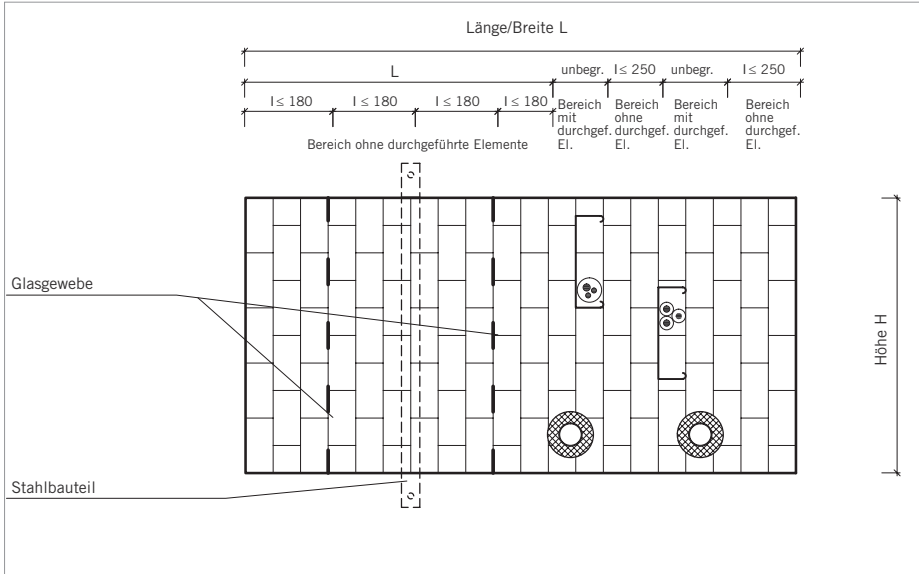 Länge/Breite L
L
unbegr.
l ≤ 250
unbegr.
l ≤ 250
l ≤ 180
l ≤ 180
l ≤ 180
l ≤ 180
Bereich
mit
durchgef.
El.
Bereich
ohne
durchgef.
El.
Bereich
mit
durchgef.
El.
Bereich
ohne
durchgef.
El.
Bereich ohne durchgeführte Elemente
Glasgewebe
Höhe H
Stahlbauteil